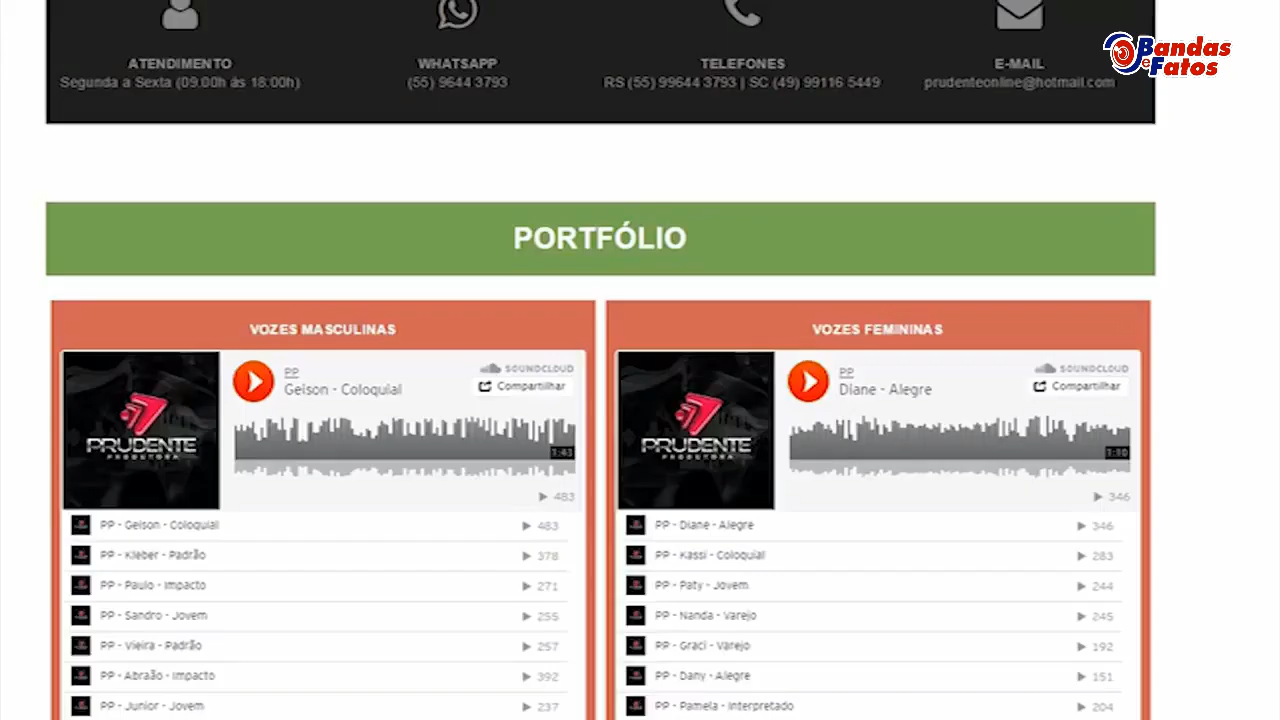 ATENDIMENTO
Segunda a Sexta (09:00h ás 18:00h)
WHATSAPP
(55) 9644 3793
TELEFONES
RS (55) 99644 3793 | SC (49) 99116 5449
E-MAIL
prudenteonline@hotmail.com
Bandas
e Fatos
PORTFÓLIO
VOZES MASCULINAS
PRUDENTE
PRODUTORA
PP
Geison - Coloquial
SOUNDCLOUD
Compartilhar
1:43
483
PP - Geison - Coloquial 483
PP - Kleber - Padrão 378
PP - Paulo - Impacto 271
PP - Sandro - Jovem 255
PP - Vieira - Padrão 257
PP - Abraão - Impacto 392
PP - Junior - Jovem 237
VOZES FEMININAS
PRUDENTE
PRODUTORA
PP
Diane - Alegre
SOUNDCLOUD
Compartilhar
1:10
346
PP - Diane - Alegre 346
PP - Kassi - Coloquial 283
PP - Paty - Jovem 244
PP - Nanda - Varejo 245
PP - Graci - Varejo 192
PP - Dany - Alegre 151
PP - Pamela - Interpretado 204